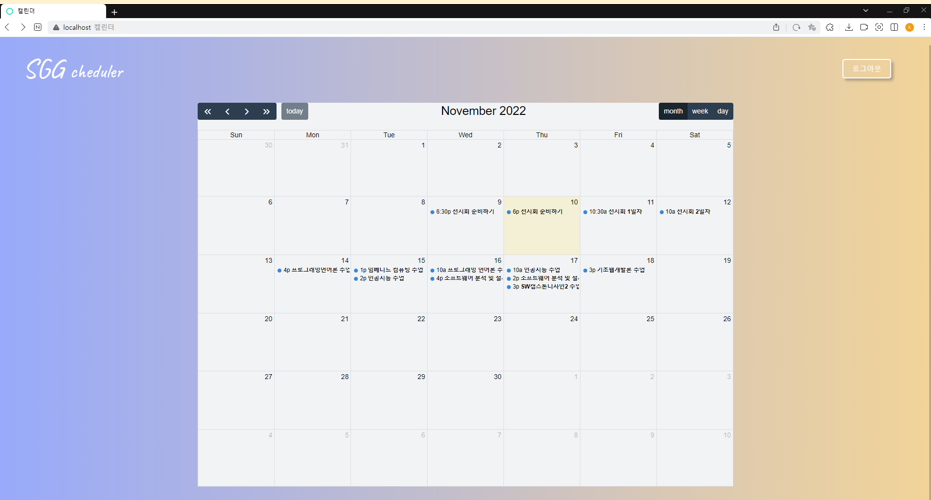 캘린더
localhost 캘린더
SGG cheduler
로그아웃
today
November 2022
month week day
Sun Mon Tue Wed Thu Fri Sat
30 31 1 2 3 4 5
6 7 8 9 10 11 12
6:30p 전시회 준비하기
6p 전시회 준비하기
10:30a 전시회 1일차
10a 전시회 2일차
13 14 15 16 17 18 19
4p 프로그래밍언어론 수업
1p 임베디드 컴퓨팅 수업
10a 프로그래밍 언어론 수
10a 인공지능 수업
3p 기초웹개발론 수업
2p 인공지능 수업
4p 소프트웨어 분석 및 설
2p 소프트웨어 분석 및 설
3p SW캡스톤디자인2 수업
20 21 22 23 24 25 26
27 28 29 30 1 2 3
4 5 6 7 8 9 10